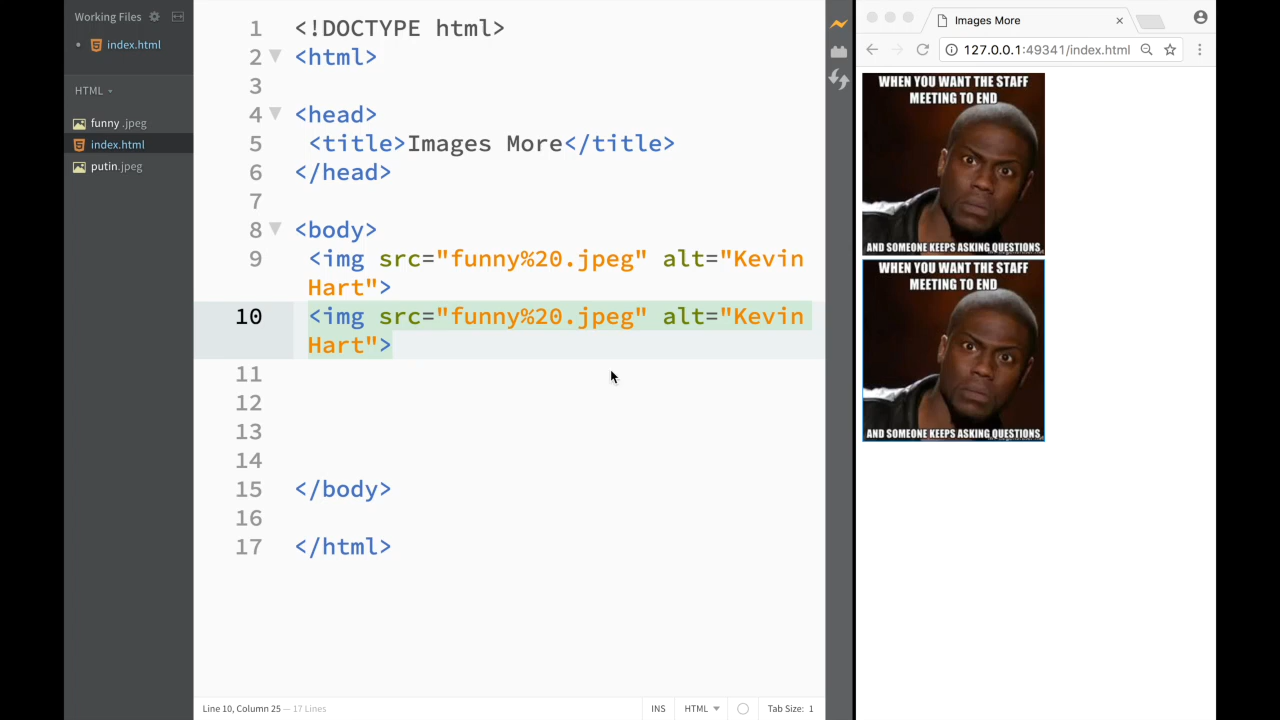 Working Files
index.html
HTML
funny .jpeg
index.html
putin.jpeg
1 <!DOCTYPE html>
2 <html>
3
4 <head>
5 <title>Images More</title>
6 </head>
7
8 <body>
9 <img src="funny%20.jpeg" alt="Kevin
Hart">
10 <img src="funny%20.jpeg" alt="Kevin
Hart">
11
12
13
14
15 </body>
16
17 </html>
Line 10, Column 25 — 17 Lines
INS
HTML
Tab Size: 1
Images More
127.0.0.1:49341/index.html
WHEN YOU WANT THE STAFF
MEETING TO END
AND SOMEONE KEEPS ASKING QUESTIONS
WHEN YOU WANT THE STAFF
MEETING TO END
AND SOMEONE KEEPS ASKING QUESTIONS